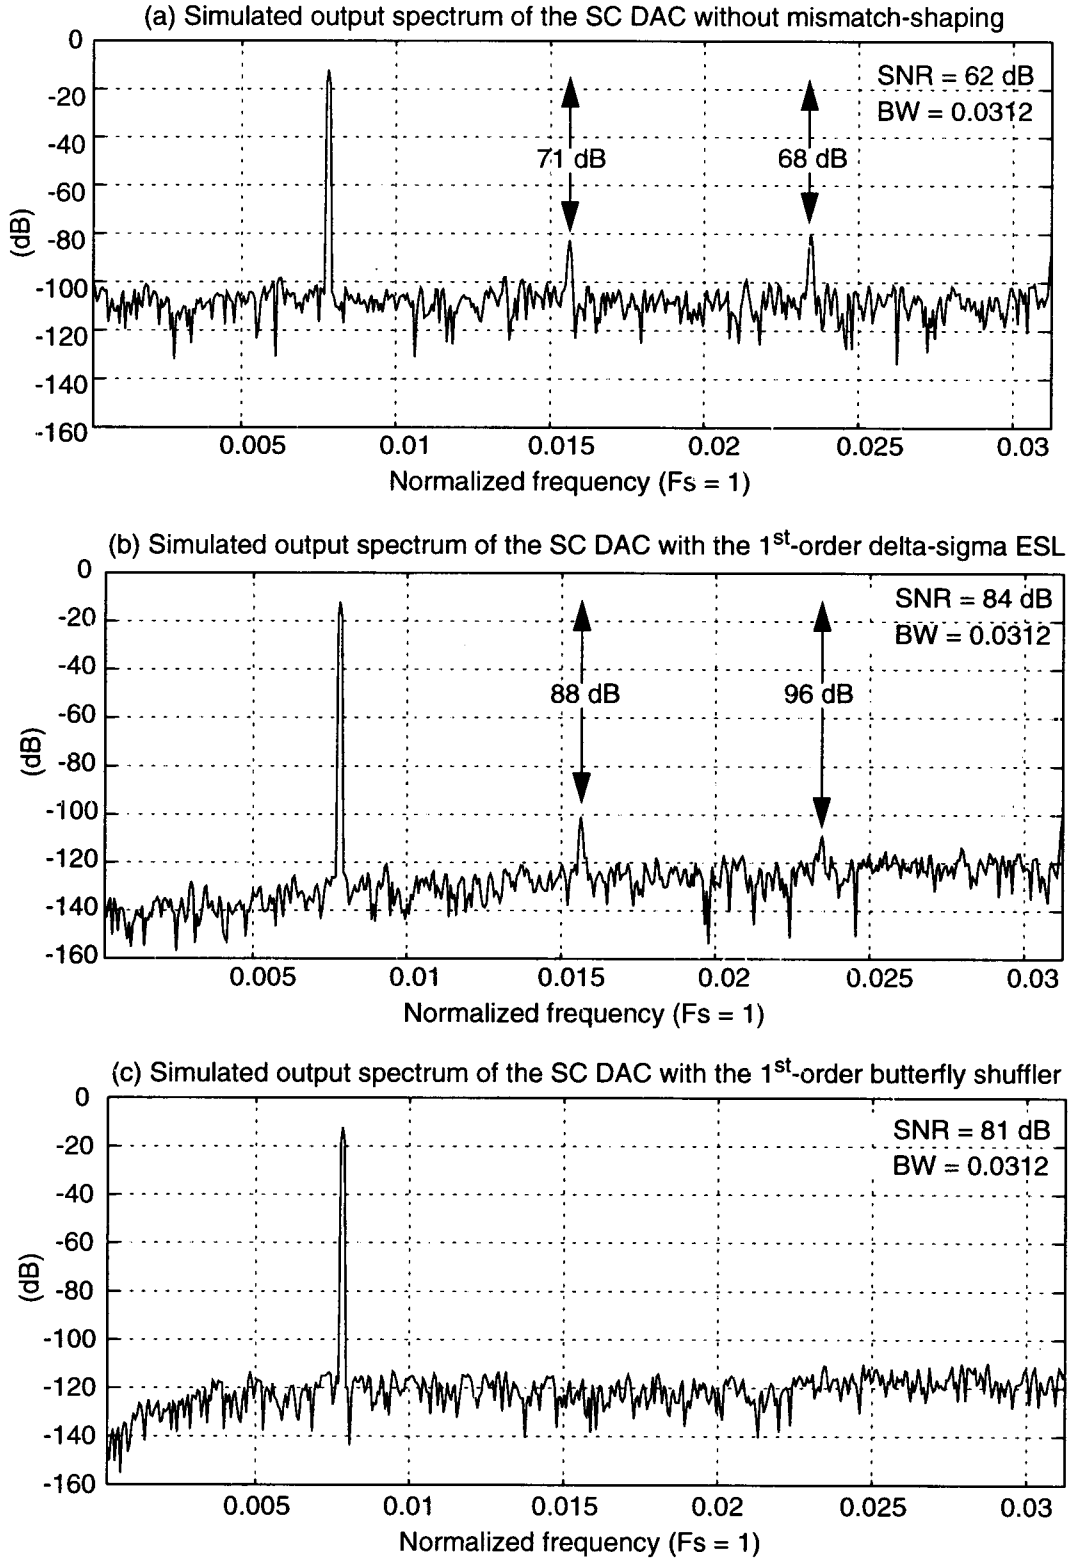 (a) Simulated output spectrum of the SC DAC without mismatch-shaping
0
-20
-40
-60
-80
-100
-120
-140
-160
(dB)
SNR = 62 dB
BW = 0.0312
71 dB
68 dB
0.005
0.01
0.015
0.02
0.025
0.03
Normalized frequency (Fs = 1)
(b) Simulated output spectrum of the SC DAC with the 1st-order delta-sigma ESL
0
-20
-40
-60
-80
-100
-120
-140
-160
(dB)
SNR = 84 dB
BW = 0.0312
88 dB
96 dB
0.005
0.01
0.015
0.02
0.025
0.03
Normalized frequency (Fs = 1)
(c) Simulated output spectrum of the SC DAC with the 1st-order butterfly shuffler
0
-20
-40
-60
-80
-100
-120
-140
-160
(dB)
SNR = 81 dB
BW = 0.0312
0.005
0.01
0.015
0.02
0.025
0.03
Normalized frequency (Fs = 1)